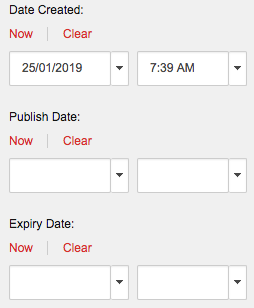 Date Created:
Now Clear
25/01/2019 7:39 AM
Publish Date:
Now Clear
Expiry Date:
Now Clear